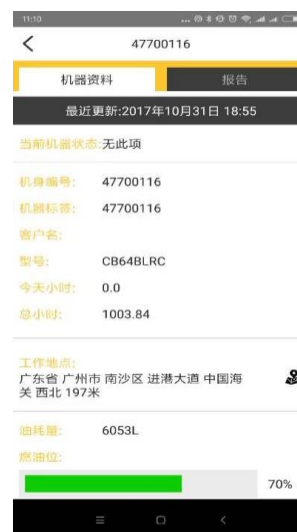 11:10
47700116
机器资料
报告
最近更新:2017年10月31日 18:55
当前机器状态:无此项
机身编号: 47700116
机器标签: 47700116
客户名:
型号: CB64BLRC
今天小时: 0.0
总小时: 1003.84
工作地点:
广东省 广州市 南沙区 进港大道 中国海
关 西北 197米
油耗量: 6053L
燃油位:
70%